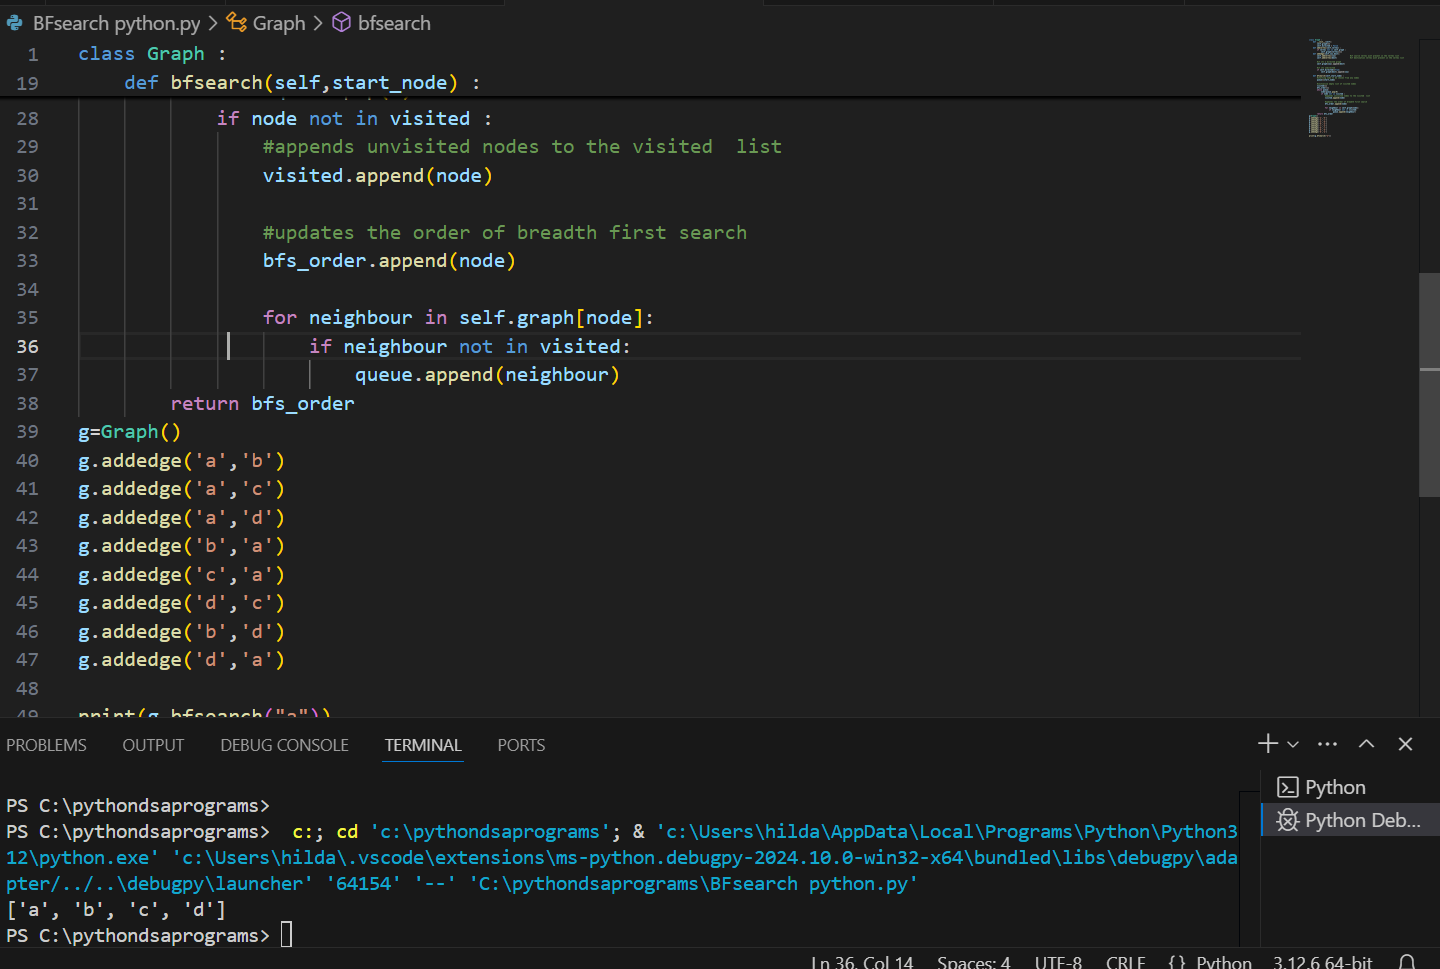 BFsearch python.py > Graph > bfsearch
1 class Graph :
19 def bfsearch(self,start_node) :
28 if node not in visited :
29 #appends unvisited nodes to the visited  list
30 visited.append(node)
31
32 #updates the order of breadth first search
33 bfs_order.append(node)
34
35 for neighbour in self.graph[node]:
36 if neighbour not in visited:
37 queue.append(neighbour)
38 return bfs_order
39 g=Graph()
40 g.addedge('a','b')
41 g.addedge('a','c')
42 g.addedge('a','d')
43 g.addedge('b','a')
44 g.addedge('c','a')
45 g.addedge('d','c')
46 g.addedge('b','d')
47 g.addedge('d','a')
48
49 print(g.bfsearch("a"))
PROBLEMS OUTPUT DEBUG CONSOLE TERMINAL PORTS
Python
Python Deb...
PS C:\pythondsaprograms>
PS C:\pythondsaprograms>  c:; cd 'c:\pythondsaprograms'; & 'c:\Users\hilda\AppData\Local\Programs\Python\Python3
12\python.exe' 'c:\Users\hilda\.vscode\extensions\ms-python.debugpy-2024.10.0-win32-x64\bundled\libs\debugpy\ada
pter/../..\debugpy\launcher' '64154' '--' 'C:\pythondsaprograms\BFsearch python.py'
['a', 'b', 'c', 'd']
PS C:\pythondsaprograms>
Ln 36, Col 14 Spaces: 4 UTF-8 CRLF {} Python 3.12.6 64-bit